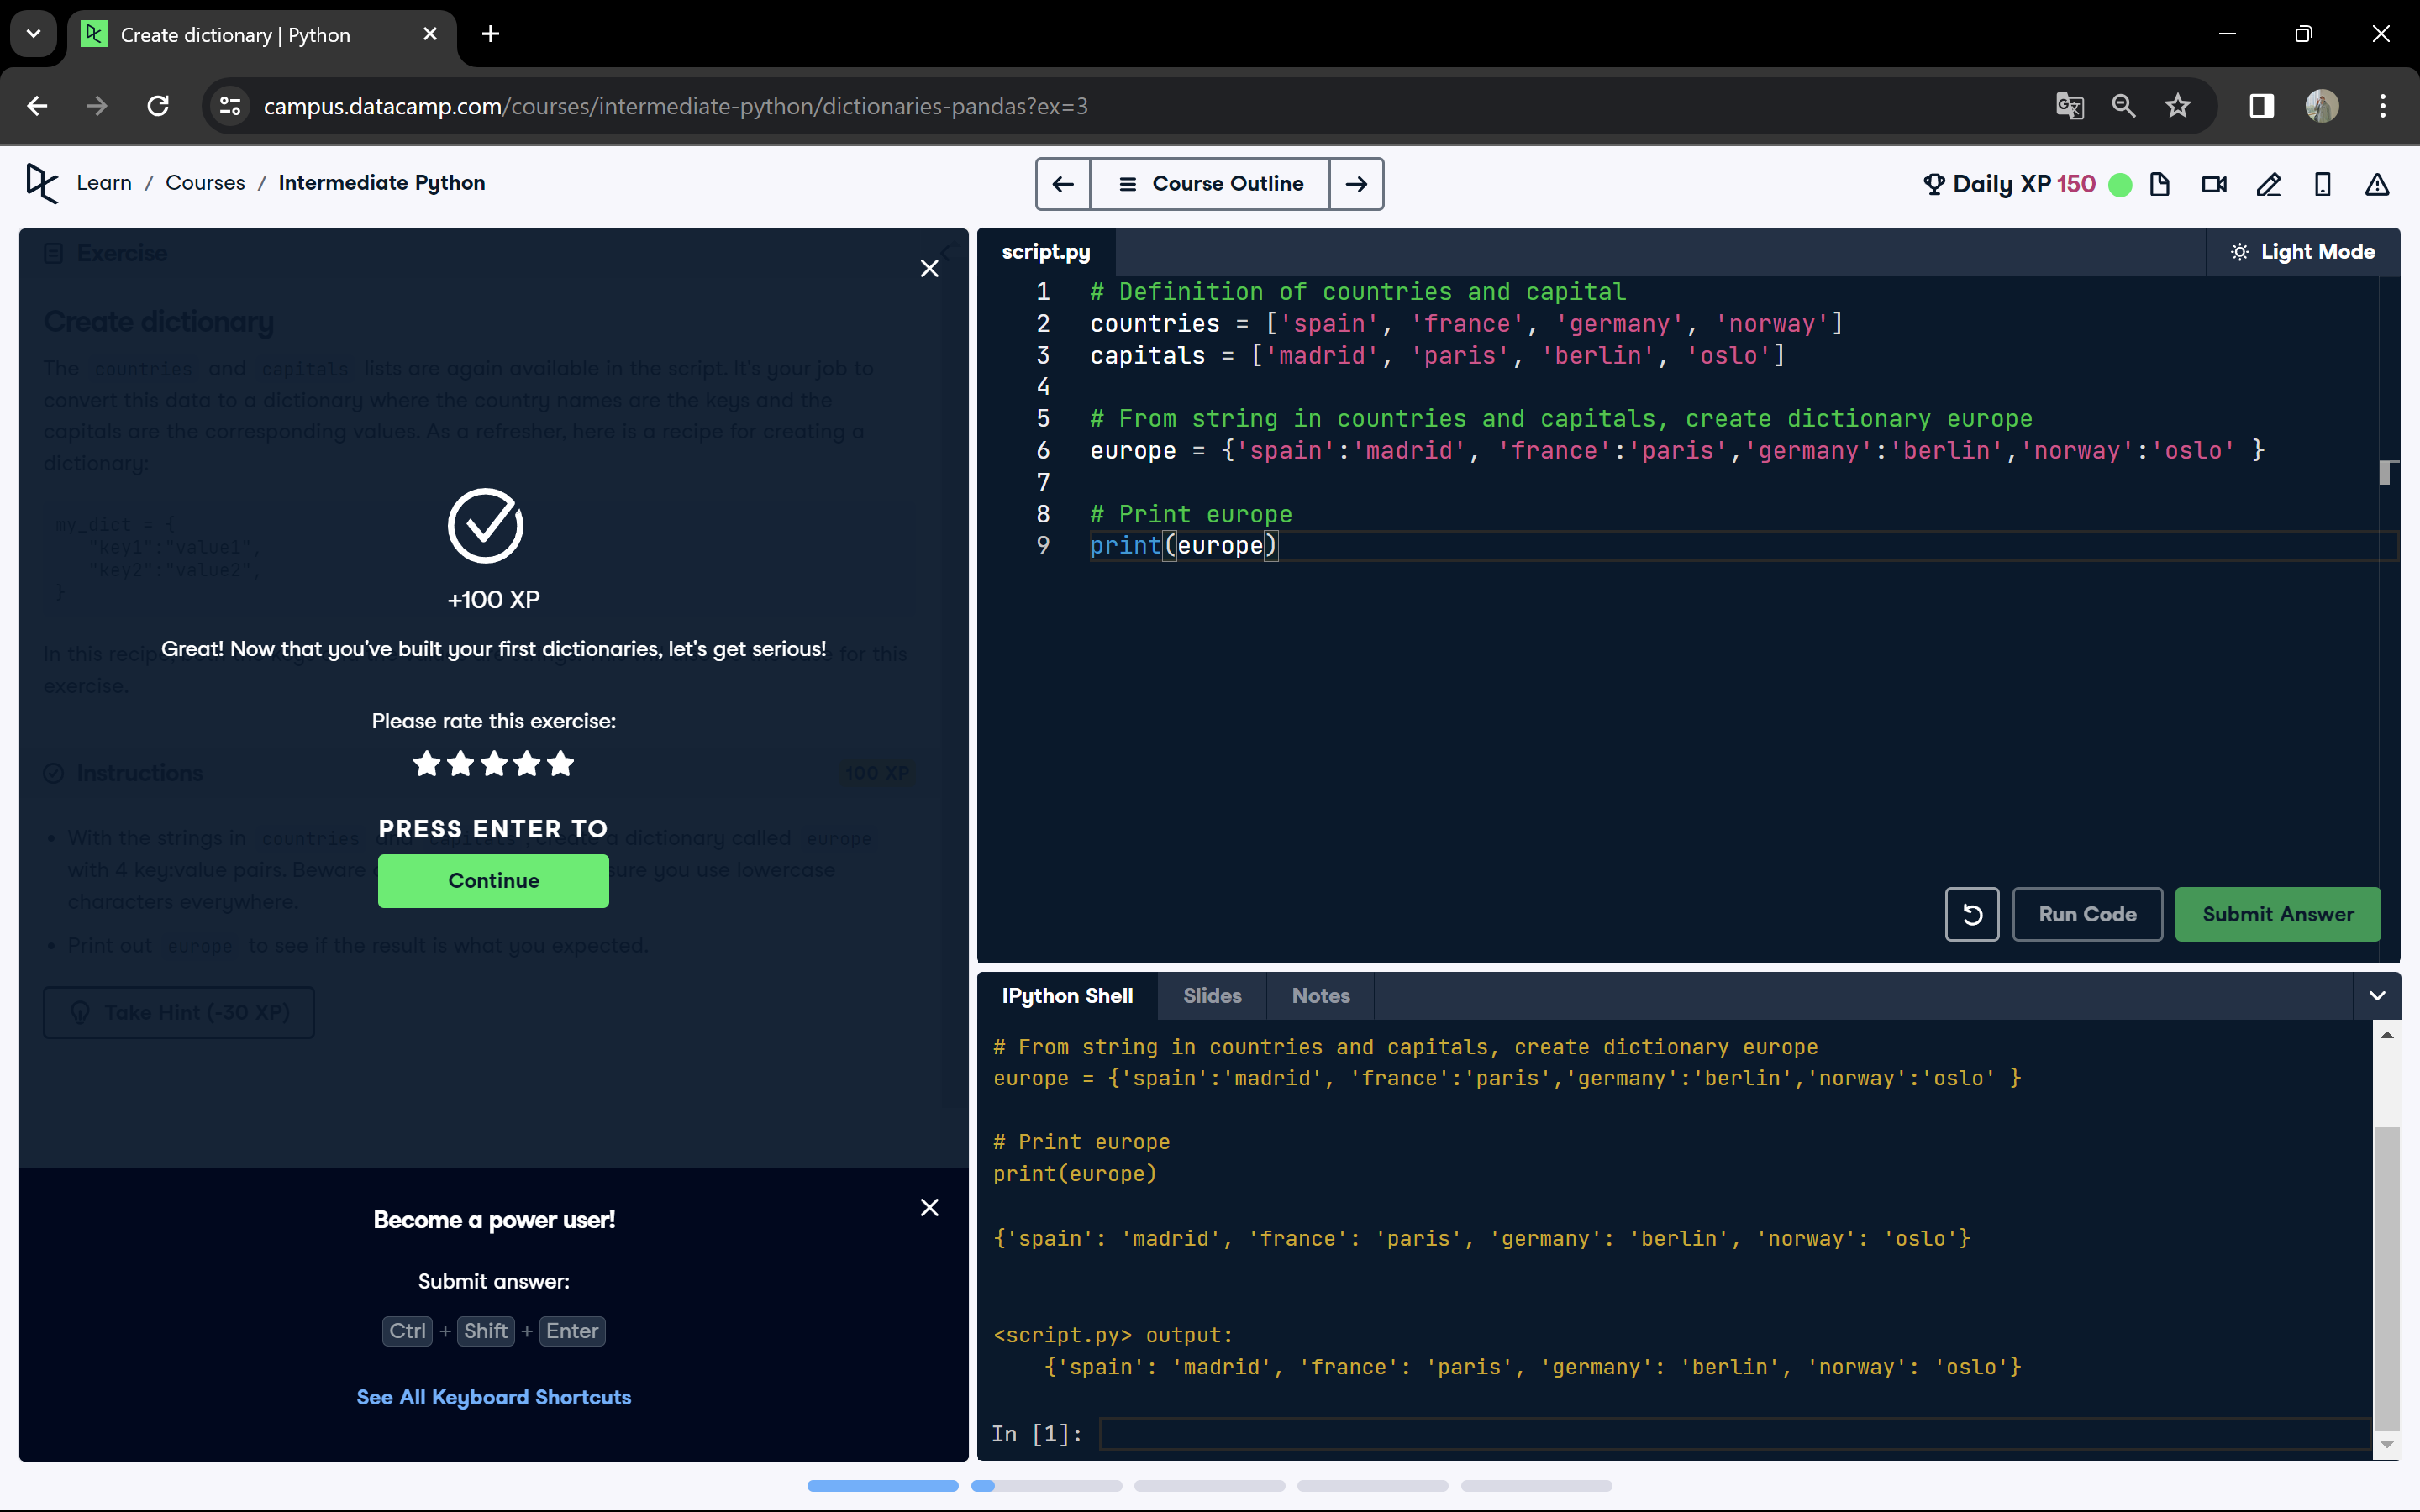 Create dictionary | Python
campus.datacamp.com/courses/intermediate-python/dictionaries-pandas?ex=3
Learn / Courses / Intermediate Python
Course Outline
Daily XP 150
Exercise
Create dictionary
The countries and capitals lists are again available in the script. It's your job to
convert this data to a dictionary where the country names are the keys and the
capitals are the corresponding values. As a refresher, here is a recipe for creating a
dictionary:
my_dict = {
"key1":"value1",
"key2":"value2",
}
In this recipe, for this
exercise.
+100 XP
Great! Now that you've built your first dictionaries, let's get serious!
Please rate this exercise:
Instructions
100 XP
PRESS ENTER TO
With the strings in countries and capitals, create a dictionary called europe
with 4 key:value pairs. Beware sure you use lowercase
characters everywhere.
Continue
Print out europe to see if the result is what you expected.
Take Hint (-30 XP)
Become a power user!
Submit answer:
Ctrl + Shift + Enter
See All Keyboard Shortcuts
script.py
Light Mode
1 # Definition of countries and capital
2 countries = ['spain', 'france', 'germany', 'norway']
3 capitals = ['madrid', 'paris', 'berlin', 'oslo']
4
5 # From string in countries and capitals, create dictionary europe
6 europe = {'spain':'madrid', 'france':'paris','germany':'berlin','norway':'oslo' }
7
8 # Print europe
9 print(europe)
Run Code
Submit Answer
IPython Shell
Slides
Notes
# From string in countries and capitals, create dictionary europe
europe = {'spain':'madrid', 'france':'paris','germany':'berlin','norway':'oslo' }
# Print europe
print(europe)
{'spain': 'madrid', 'france': 'paris', 'germany': 'berlin', 'norway': 'oslo'}
<script.py> output:
{'spain': 'madrid', 'france': 'paris', 'germany': 'berlin', 'norway': 'oslo'}
In [1]: